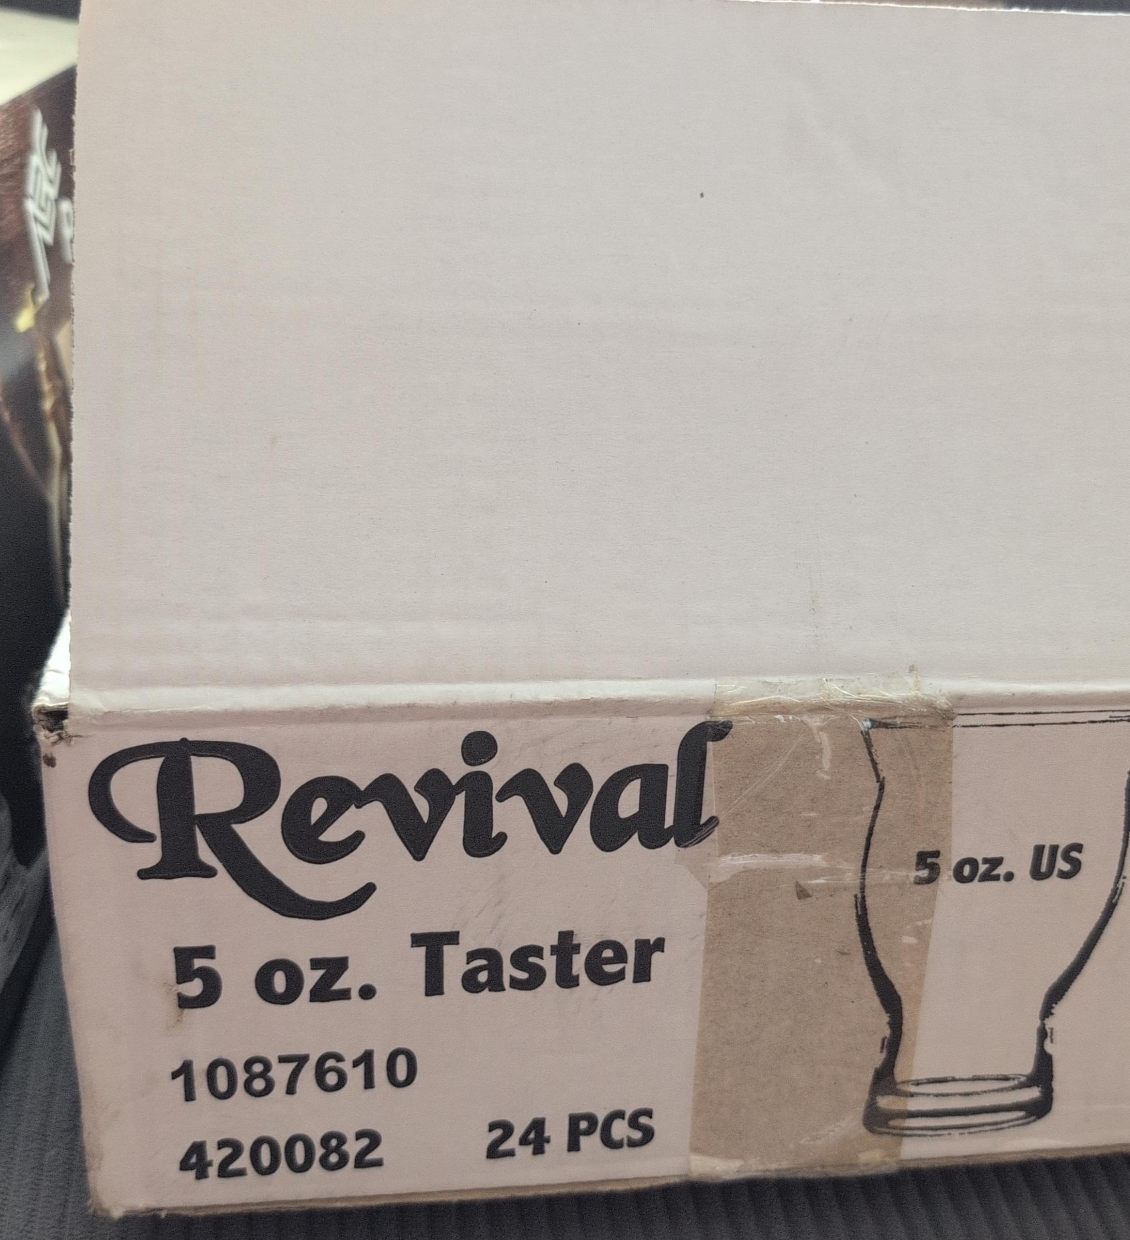 Revival
5 oz. Taster
1087610
420082
24 PCS
5 oz. US